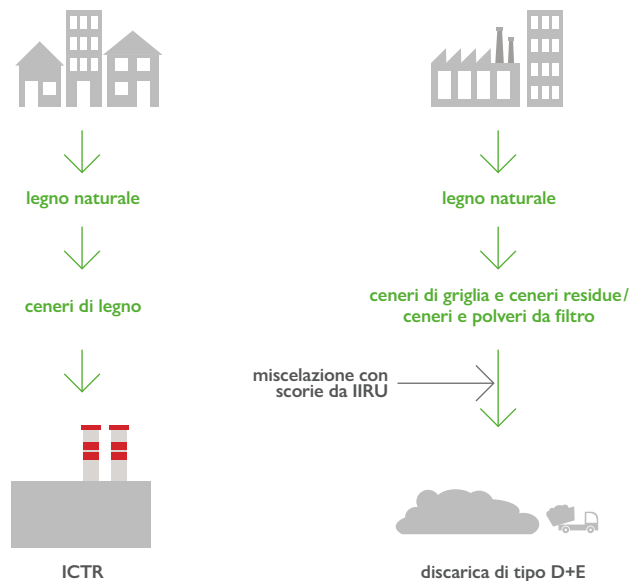 legno naturale
ceneri di legno
ICTR
legno naturale
ceneri di griglia e ceneri residue/
ceneri e polveri da filtro
miscelazione con
scorie da IIRU
discarica di tipo D+E